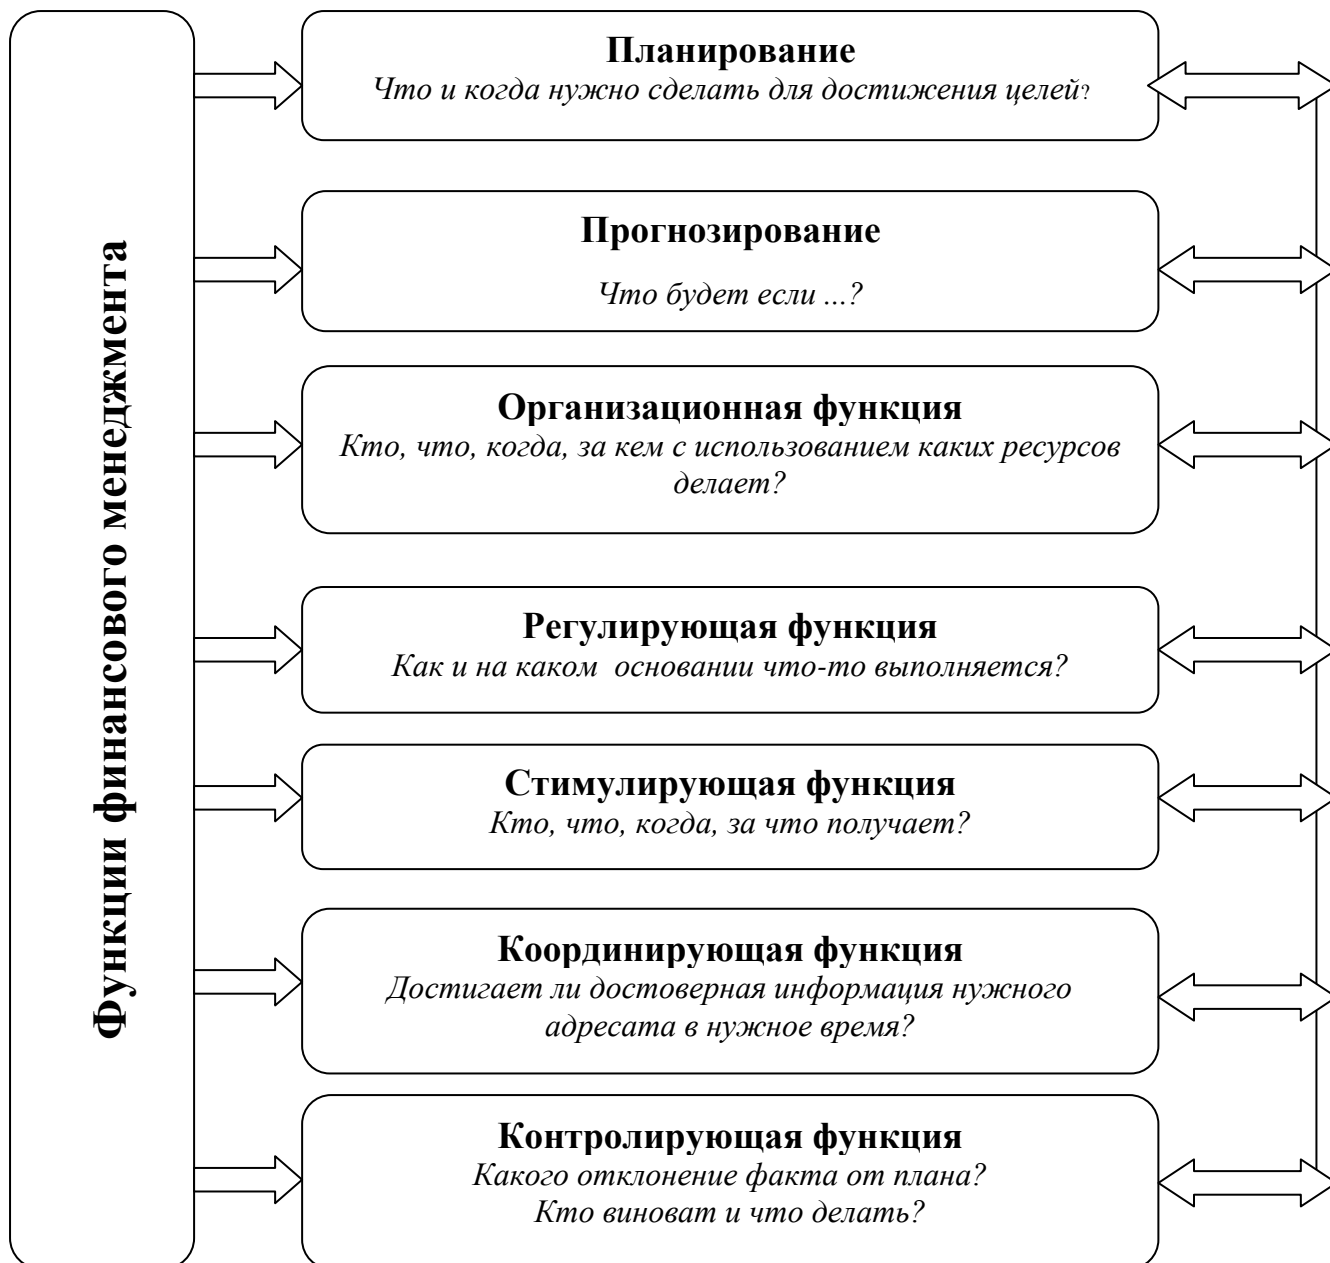 Функции финансового менеджмента
Планирование
Что и когда нужно сделать для достижения целей?
Прогнозирование
Что будет если ...?
Организационная функция
Кто, что, когда, за кем с использованием каких ресурсов
делает?
Регулирующая функция
Как и на каком  основании что-то выполняется?
Стимулирующая функция
Кто, что, когда, за что получает?
Координирующая функция
Достигает ли достоверная информация нужного
адресата в нужное время?
Контролирующая функция
Какого отклонение факта от плана?
Кто виноват и что делать?